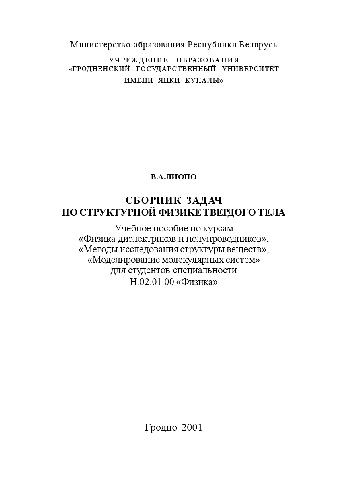 Министерство образования Республики Беларусь
УЧРЕЖДЕНИЕ ОБРАЗОВАНИЯ
«ГРОДНЕНСКИЙ ГОСУДАРСТВЕННЫЙ УНИВЕРСИТЕТ
ИМЕНИ ЯНКИ КУПАЛЫ»
В.А.ЛИОПО
СБОРНИК ЗАДАЧ
ПО СТРУКТУРНОЙ ФИЗИКЕ ТВЕРДОГО ТЕЛА
Учебное пособие по курсам
«Физика диэлектриков и полупроводников»,
«Методы исследования структуры веществ»,
«Моделирование молекулярных систем»
для студентов специальности
Н.02.01.00 «Физика»
Гродно 2001